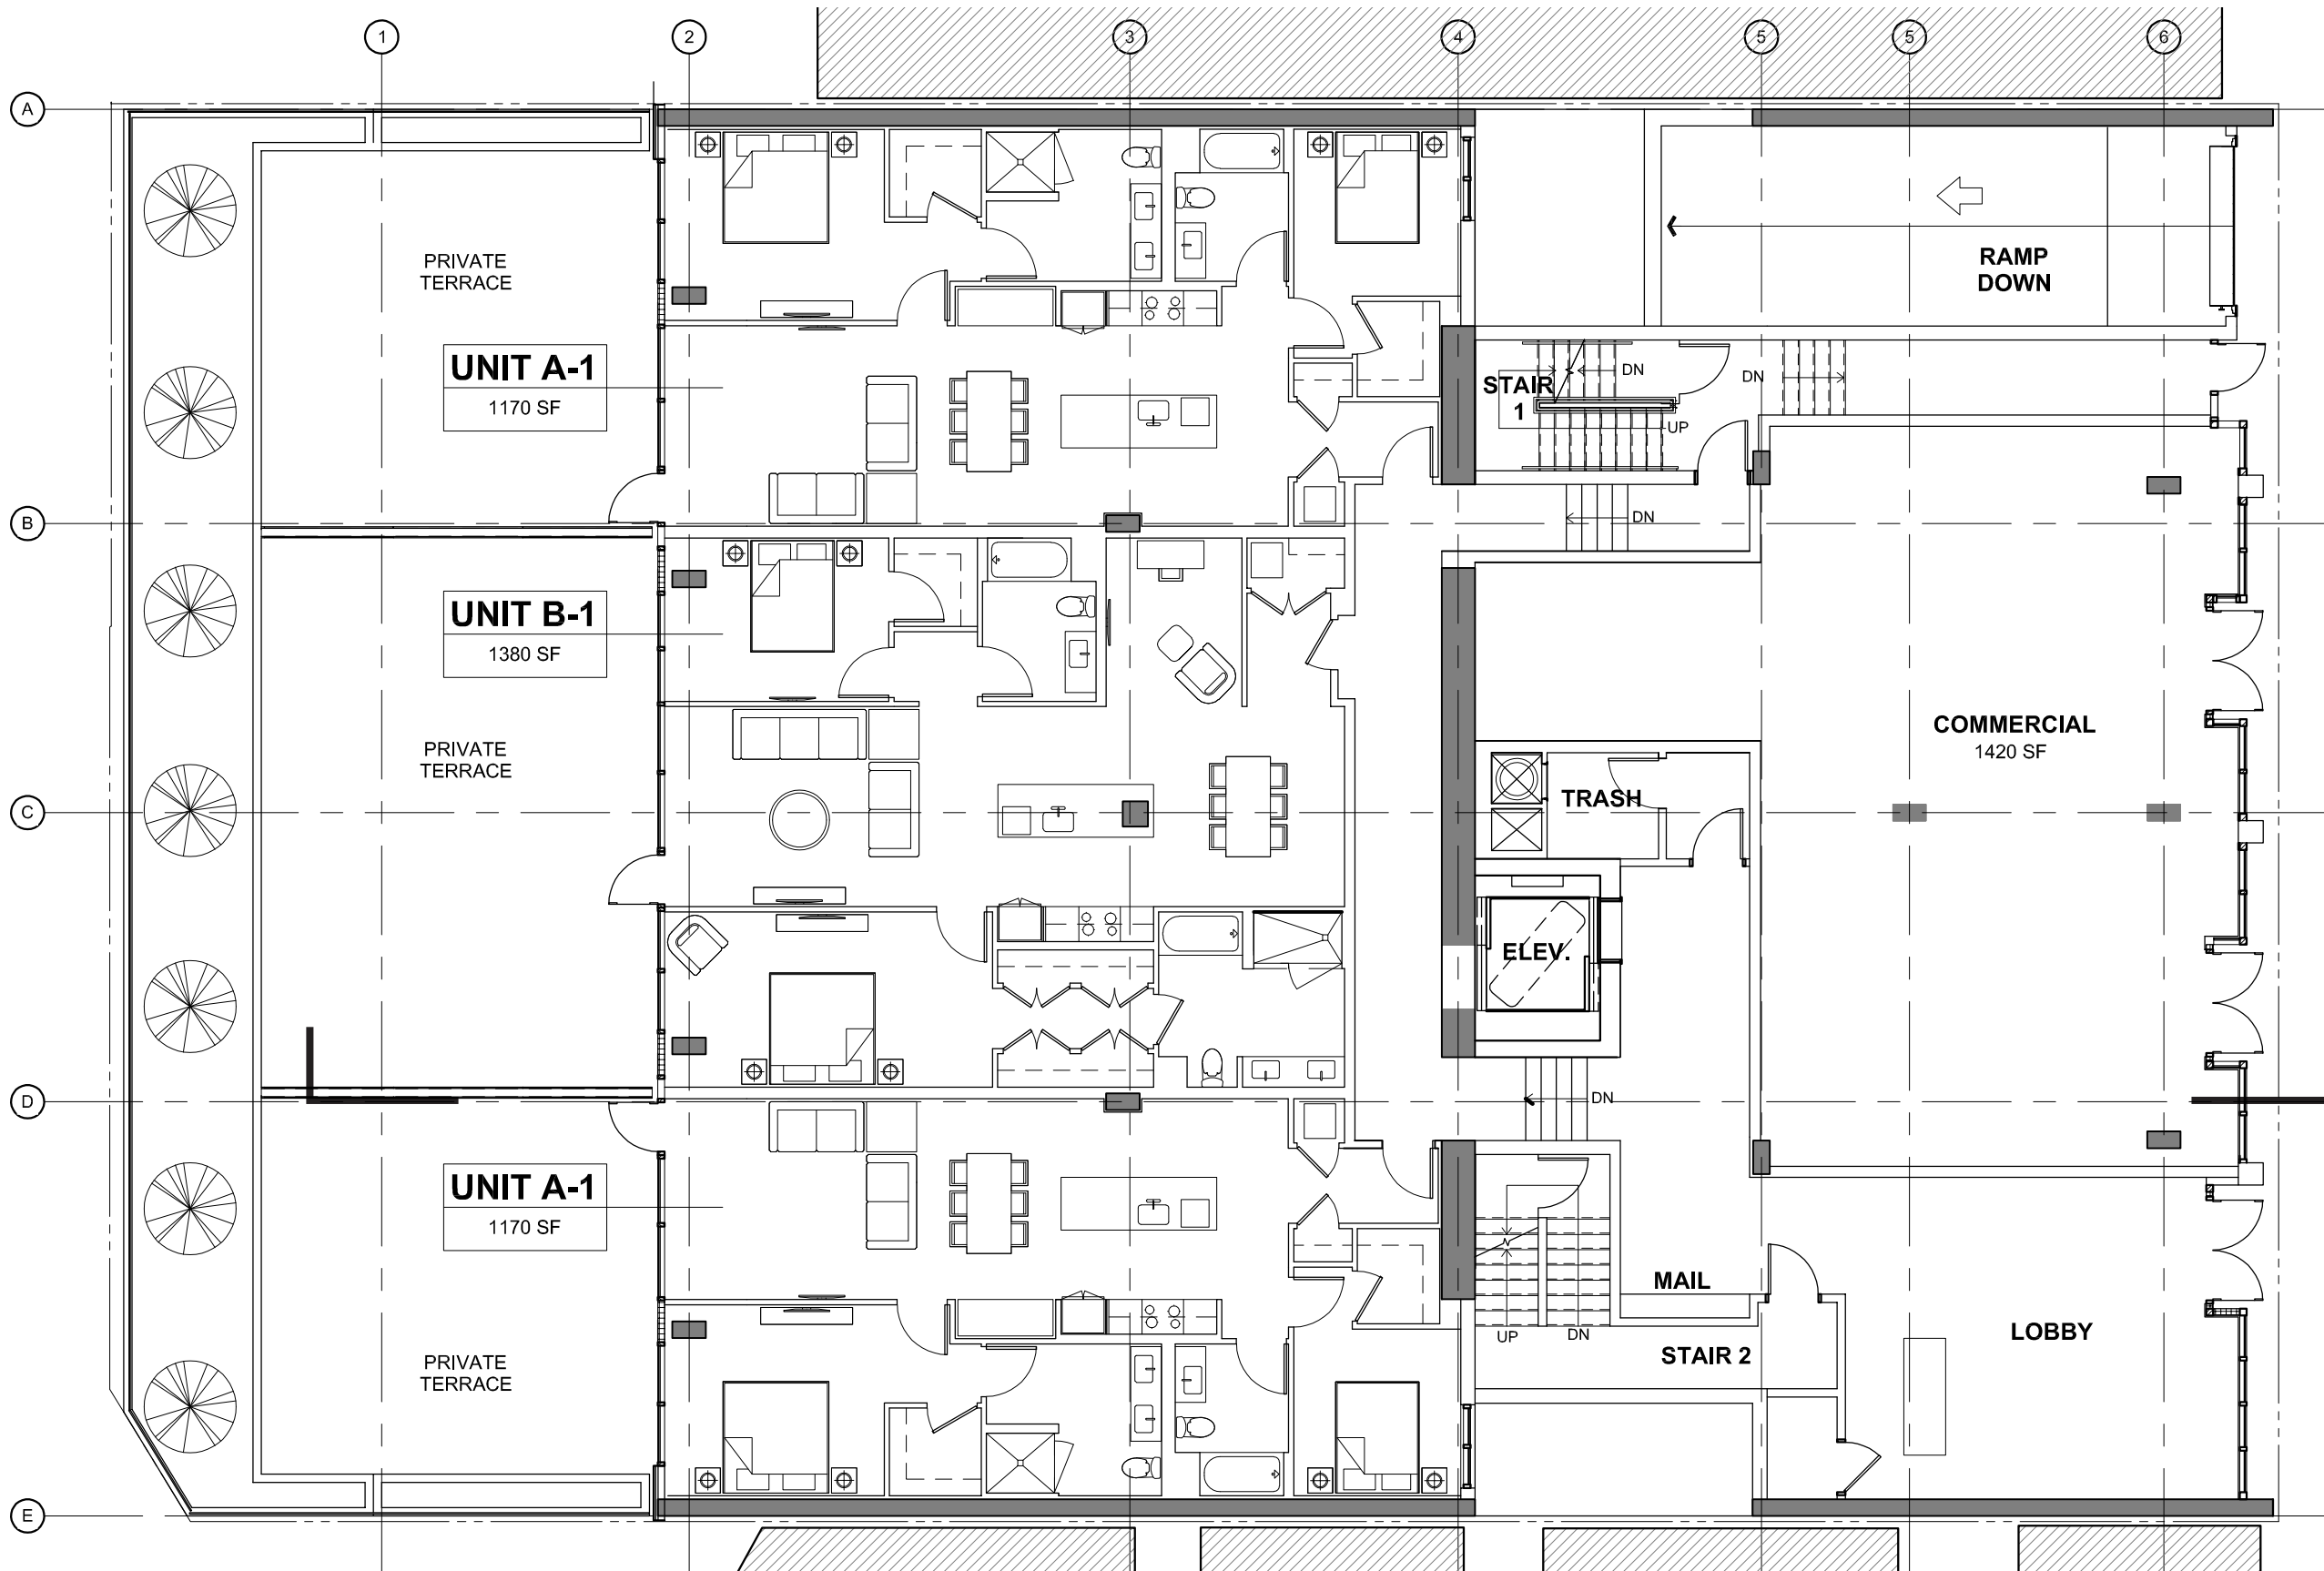 1
2
3
4
5
5
6
A
RAMP
DOWN
PRIVATE
TERRACE
UNIT A-1
1170 SF
STAIR
1
DN
DN
UP
B
DN
UNIT B-1
1380 SF
PRIVATE
TERRACE
COMMERCIAL
1420 SF
TRASH
C
ELEV.
D
DN
UNIT A-1
1170 SF
MAIL
LOBBY
UP
DN
STAIR 2
PRIVATE
TERRACE
E